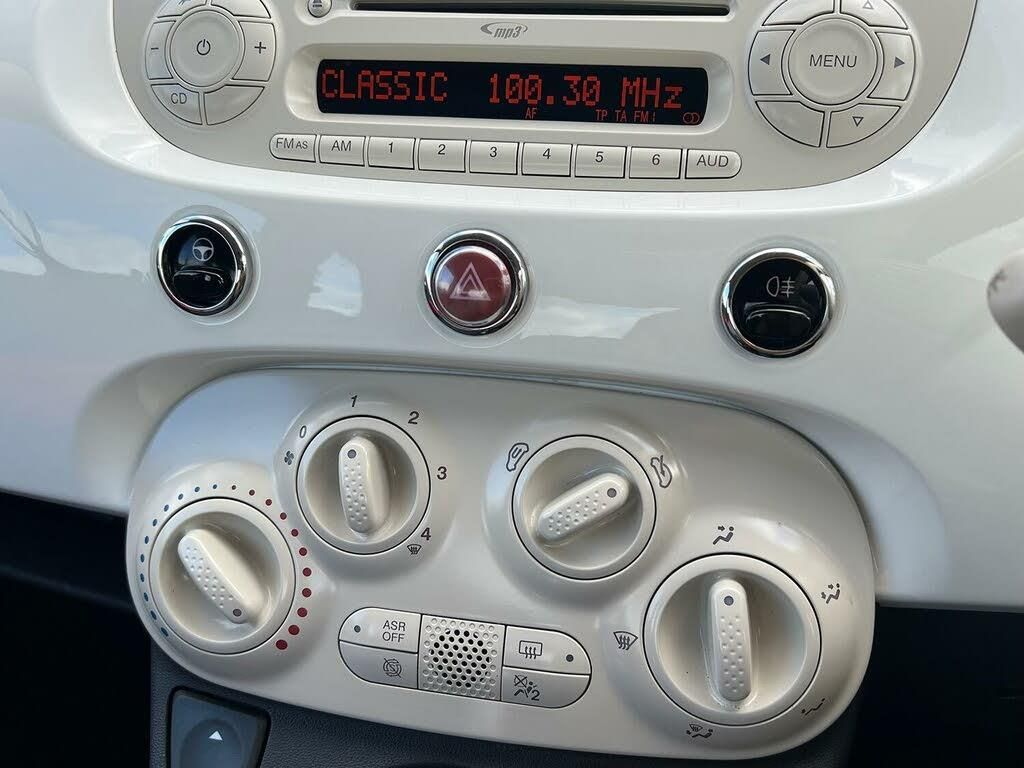 mp3
CLASSIC 100.30 MHz
AF TP TA FM1
- + CD
MENU
FM AS AM 1 2 3 4 5 6 AUD
0 1 2 3 4
ASR
OFF
2